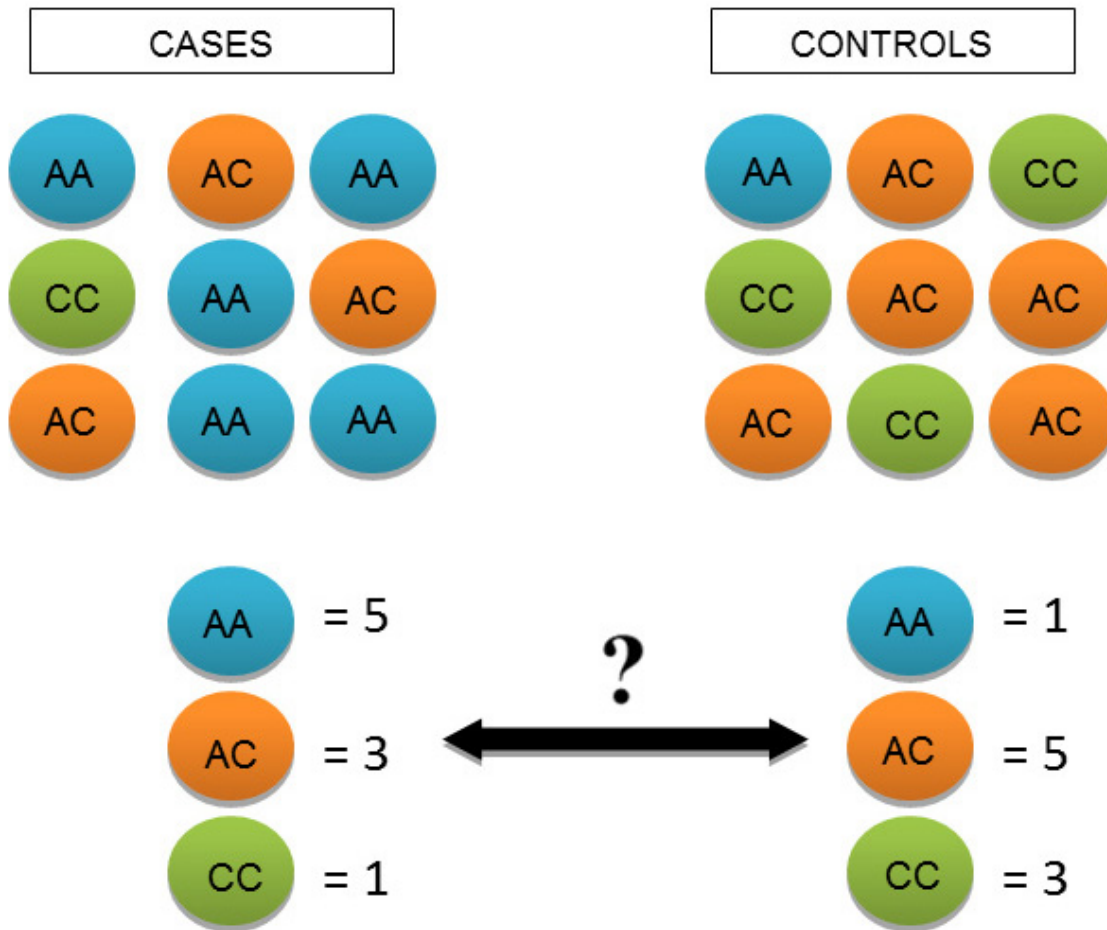 CASES CONTROLS
AA AC AA AA AC CC
CC AA AC CC AC AC
AC AA AA AC CC AC
AA = 5 AA = 1
?
AC = 3 AC = 5
CC = 1 CC = 3